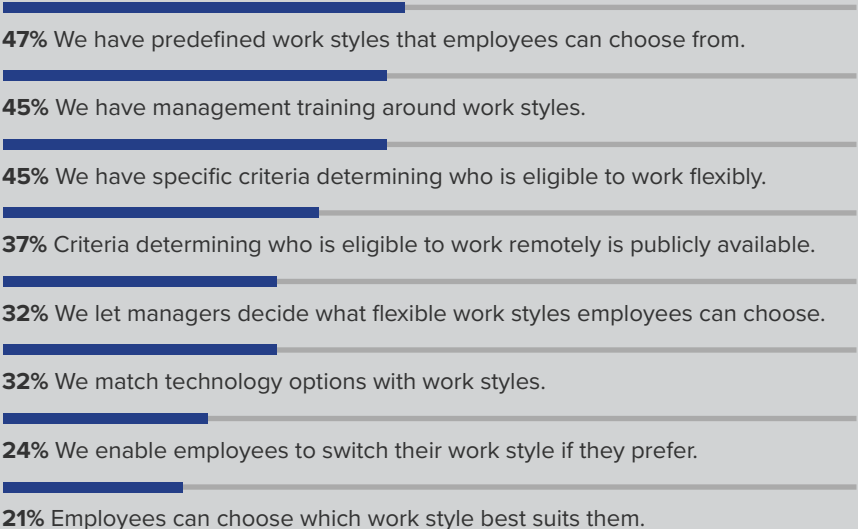 47% We have predefined work styles that employees can choose from.
45% We have management training around work styles.
45% We have specific criteria determining who is eligible to work flexibly.
37% Criteria determining who is eligible to work remotely is publicly available.
32% We let managers decide what flexible work styles employees can choose.
32% We match technology options with work styles.
24% We enable employees to switch their work style if they prefer.
21% Employees can choose which work style best suits them.